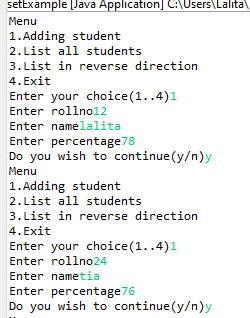 setExample [Java Application] C:\Users\Lalita\
Menu
1.Adding student
2.List all students
3.List in reverse direction
4.Exit
Enter your choice(1..4)1
Enter rollno12
Enter namelalita
Enter percentage78
Do you wish to continue(y/n)y
Menu
1.Adding student
2.List all students
3.List in reverse direction
4.Exit
Enter your choice(1..4)1
Enter rollno24
Enter nametia
Enter percentage76
Do you wish to continue(y/n)y